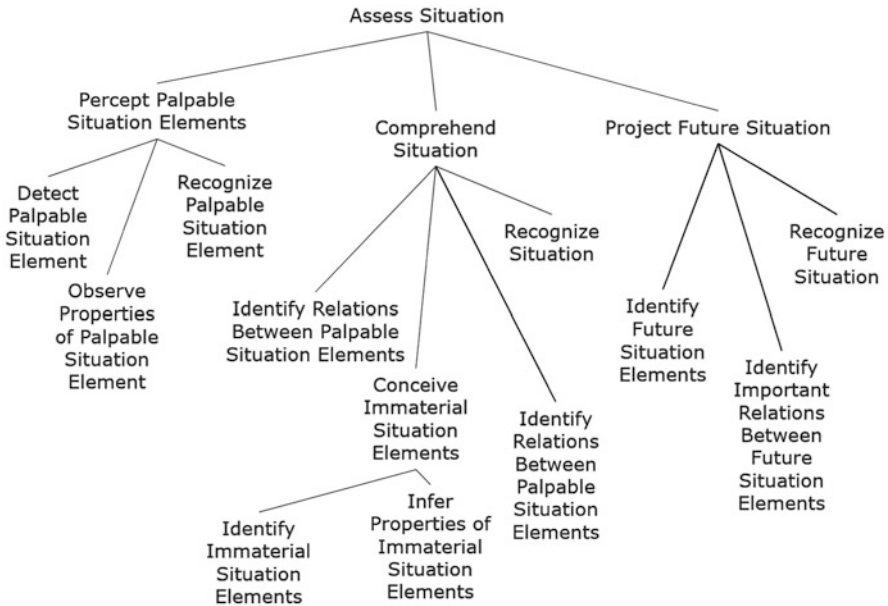 Assess Situation
Percept Palpable
Situation Elements
Comprehend
Situation
Project Future Situation
Detect
Palpable
Situation
Element
Observe
Properties
of Palpable
Situation
Element
Recognize
Palpable
Situation
Element
Identify Relations
Between Palpable
Situation Elements
Conceive
Immaterial
Situation
Elements
Identify
Immaterial
Situation
Elements
Infer
Properties of
Immaterial
Situation
Elements
Identify
Relations
Between
Palpable
Situation
Elements
Recognize
Situation
Identify
Future
Situation
Elements
Identify
Important
Relations
Between
Future
Situation
Elements
Recognize
Future
Situation